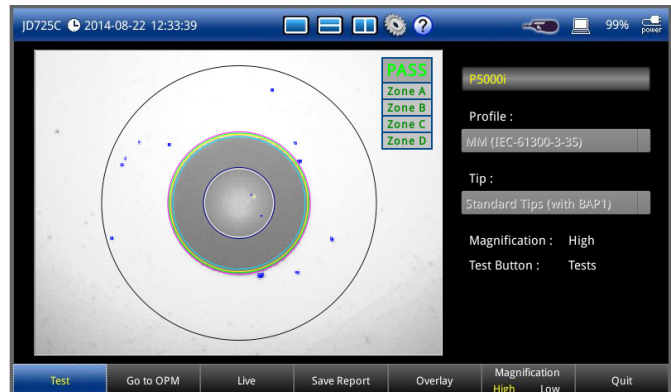 JD725C 2014-08-22 12:33:39 99% power
PASS
Zone A
Zone B
Zone C
Zone D
P5000i
Profile :
MM (IEC-61300-3-35)
Tip :
Standard Tips (with BAP1)
Magnification : High
Test Button : Tests
Test Go to OPM Live Save Report Overlay Magnification High Low Quit